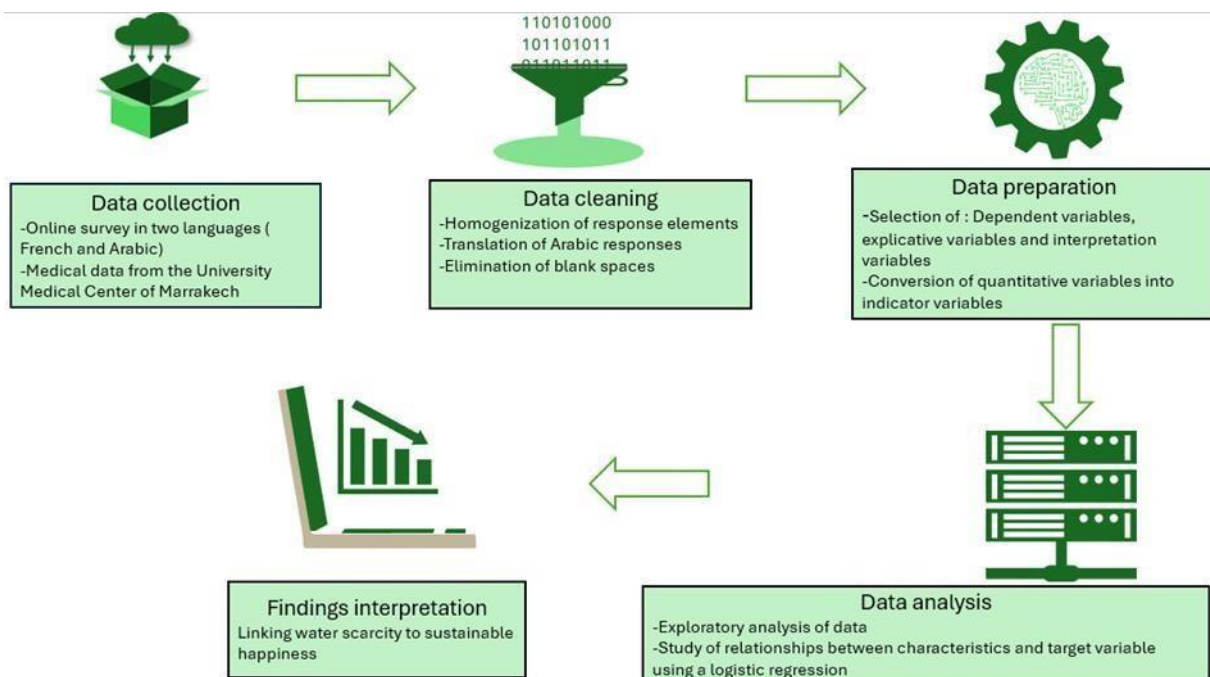 110101000
101101011
011011011
Data collection
-Online survey in two languages (
French and Arabic)
-Medical data from the University
Medical Center of Marrakech
Data cleaning
-Homogenization of response elements
-Translation of Arabic responses
-Elimination of blank spaces
Data preparation
-Selection of : Dependent variables,
explicative variables and interpretation
variables
-Conversion of quantitative variables into
indicator variables
Data analysis
-Exploratory analysis of data
-Study of relationships between characteristics and target variable
using a logistic regression
Findings interpretation
Linking water scarcity to sustainable
happiness